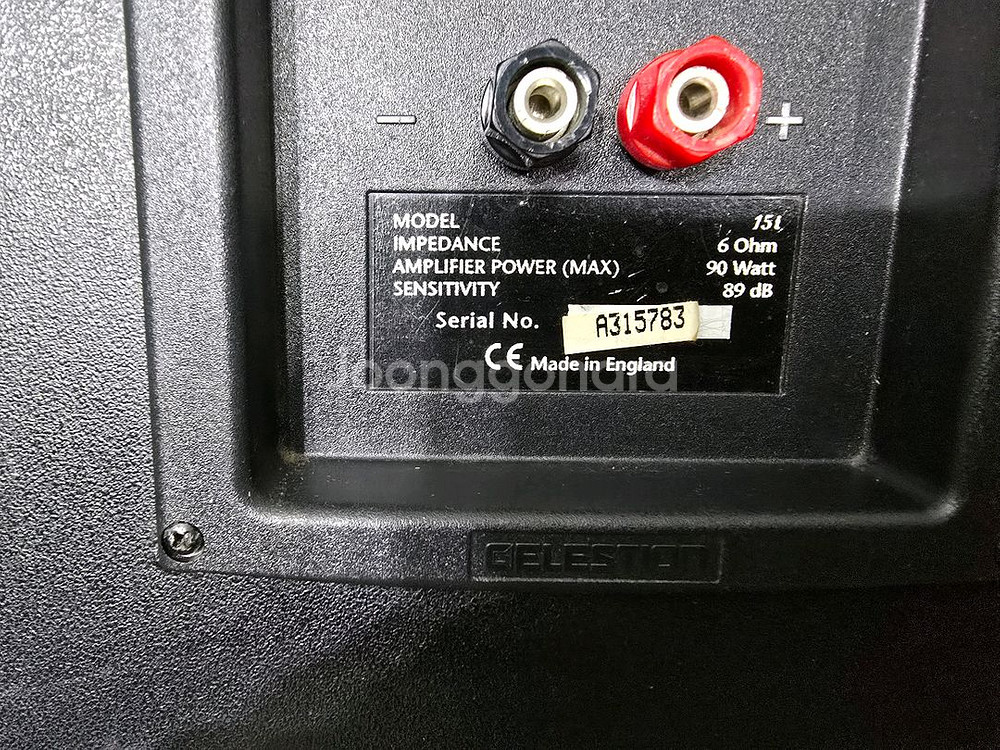 − +
MODEL 15i
IMPEDANCE 6 Ohm
AMPLIFIER POWER (MAX) 90 Watt
SENSITIVITY 89 dB
Serial No. A315783
CE Made in England
Joonggonara
CELESTION